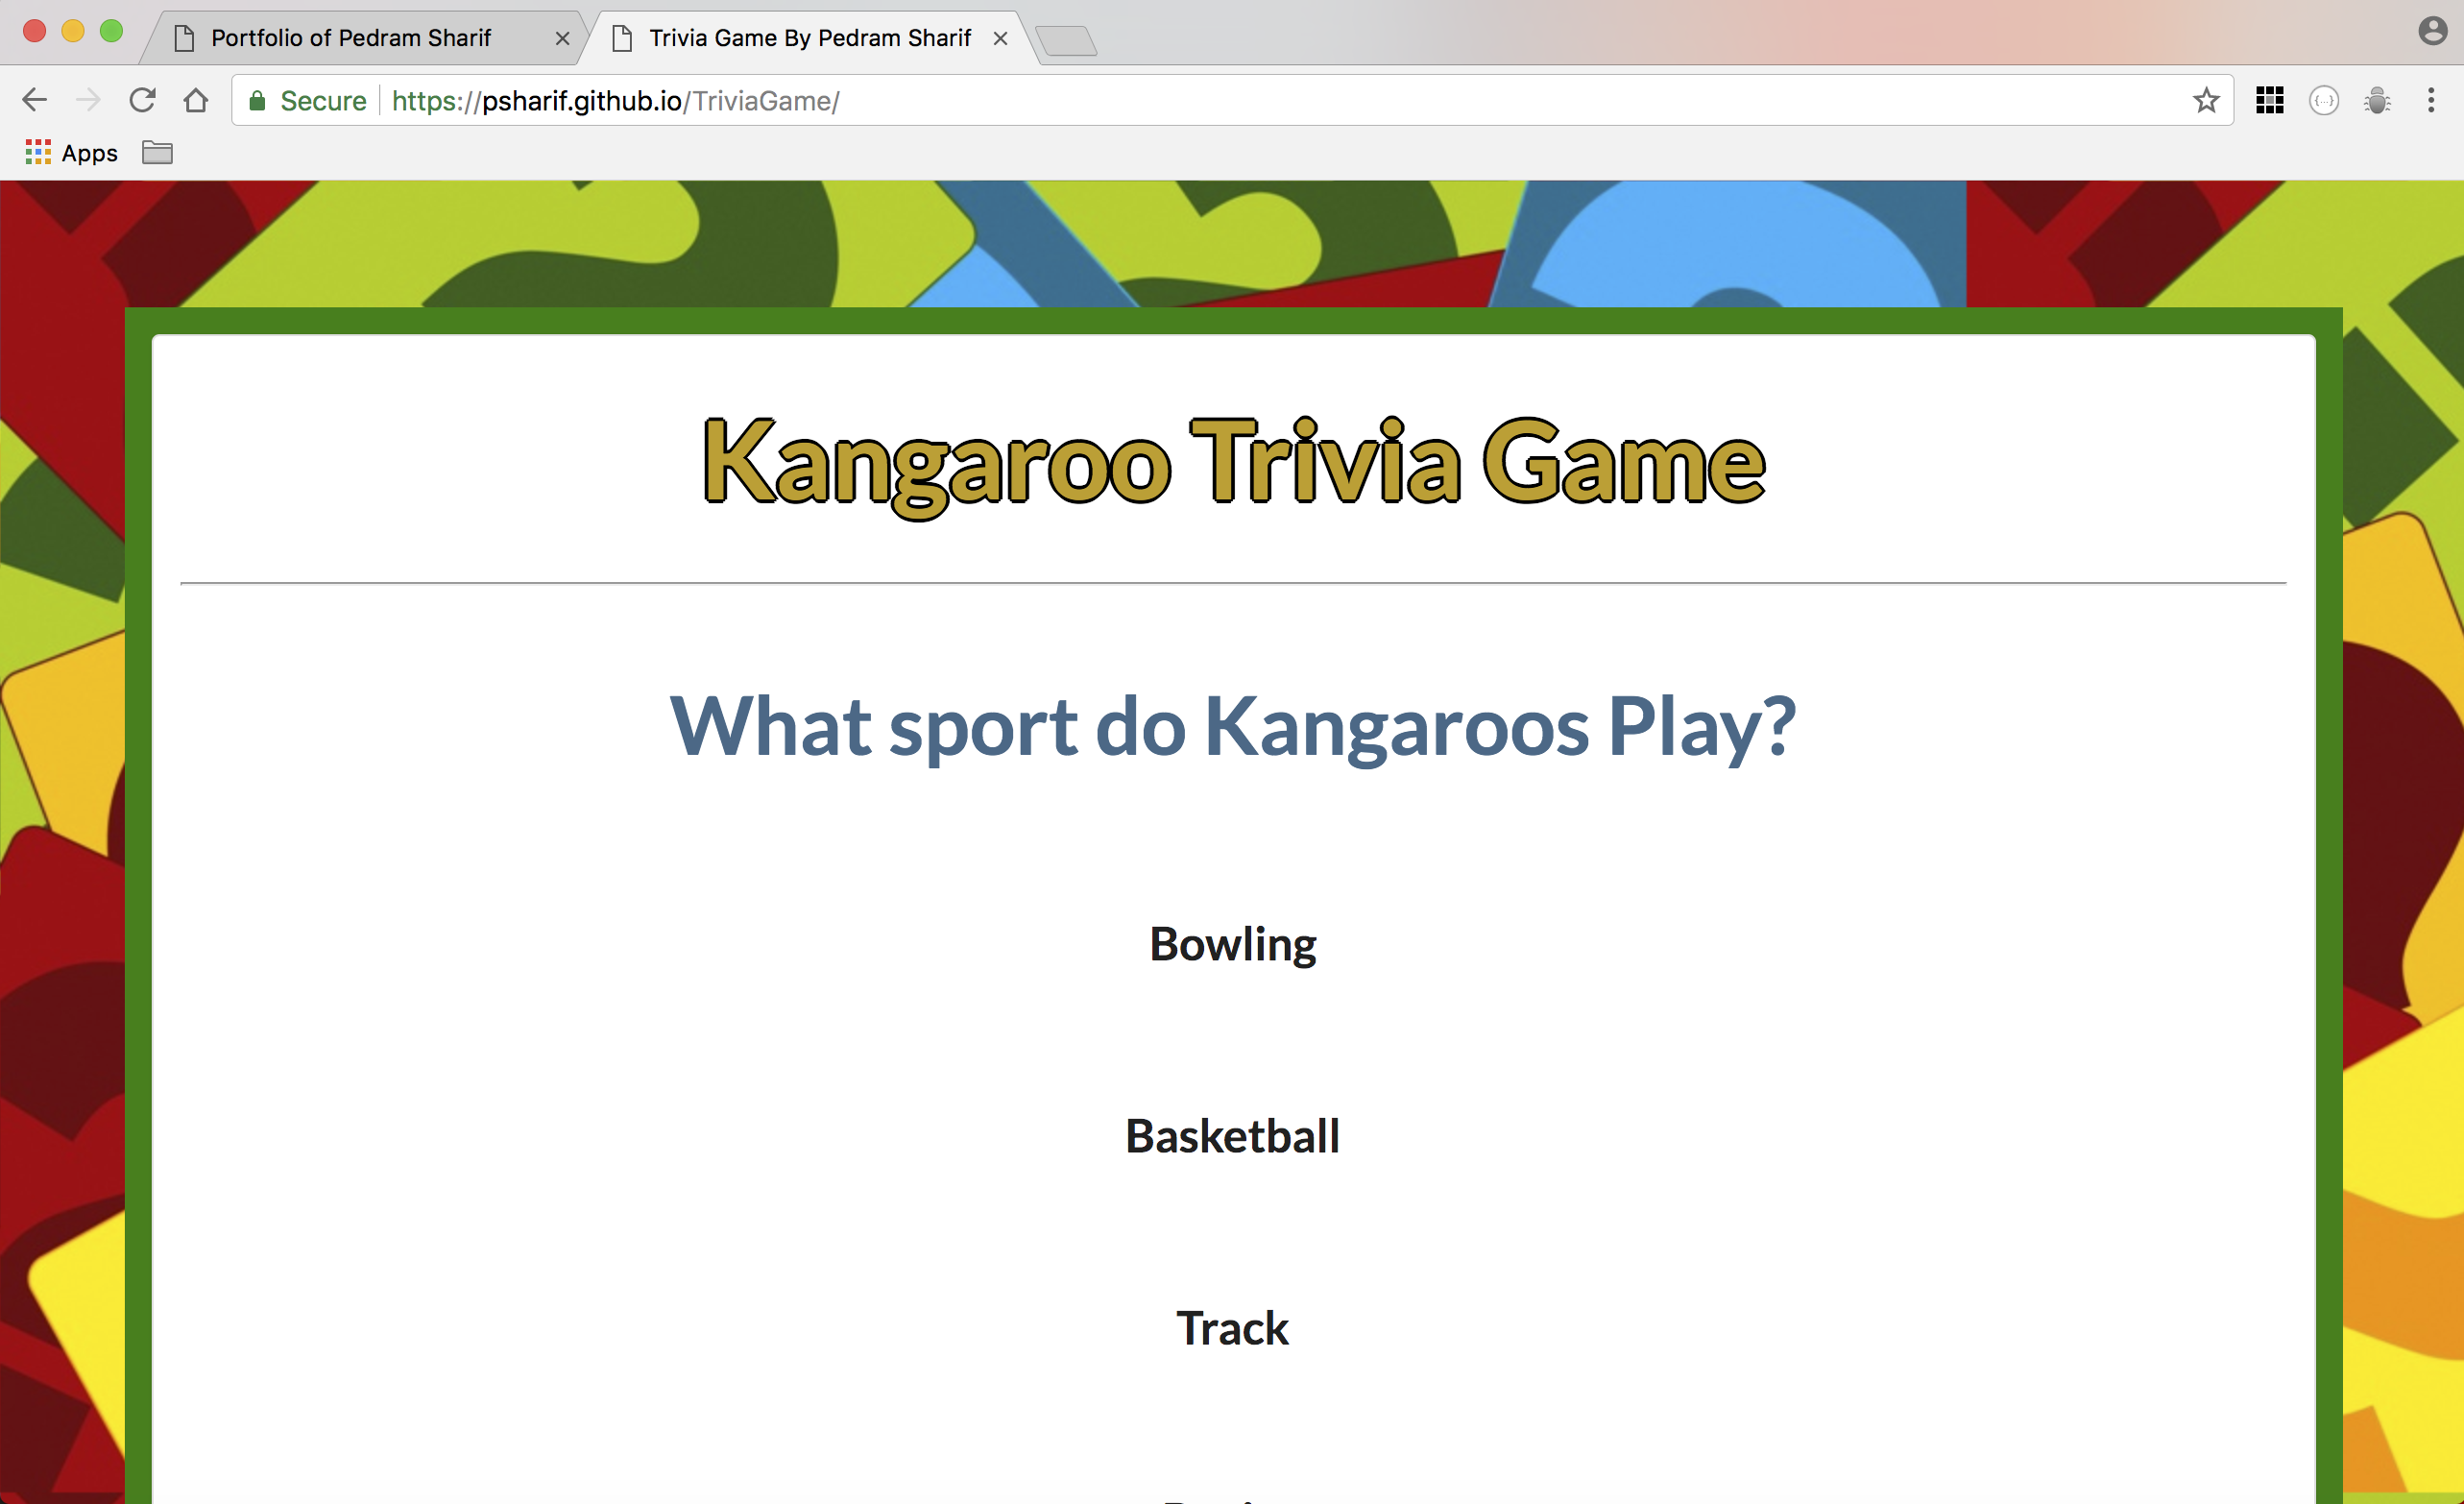 Portfolio of Pedram Sharif
Trivia Game By Pedram Sharif
Secure
https://psharif.github.io/TriviaGame/
Apps
Kangaroo Trivia Game
What sport do Kangaroos Play?
Bowling
Basketball
Track